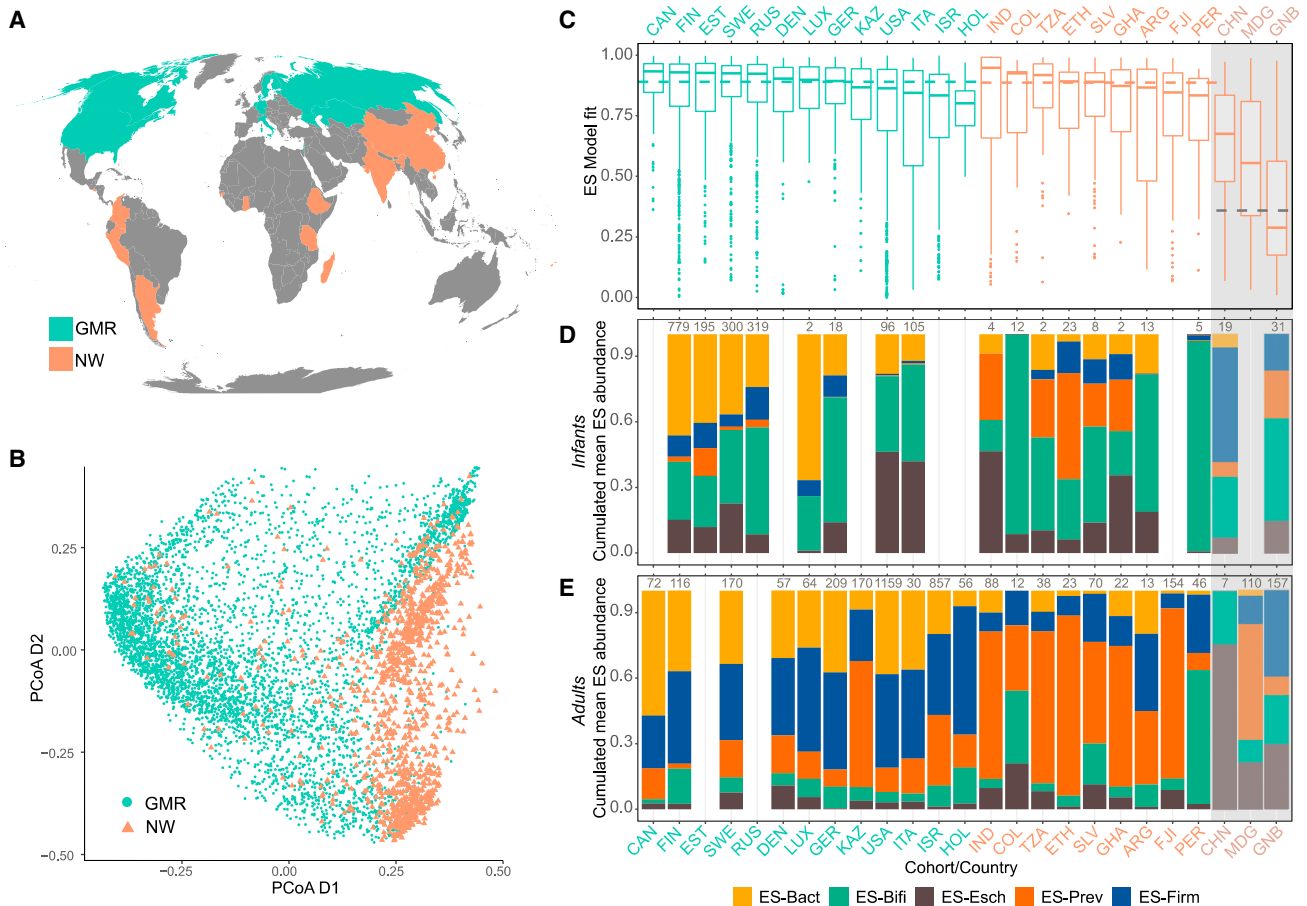 A
GMR
NW
B
PCoA D2
0.25
0.00
−0.25
−0.50
GMR
NW
−0.25 0.00 0.25 0.50
PCoA D1
C
CAN FIN EST SWE RUS DEN LUX GER KAZ USA ITA ISR HOL IND COL TZA ETH SLV GHA ARG FJI PER CHN MDG GNB
ES Model fit
1.00
0.75
0.50
0.25
0.00
D
779 195 300 319 2 18 96 105 4 12 2 23 8 2 13 5 19 31
Infants
Cumulated mean ES abundance
0.9
0.6
0.3
0.0
E
72 116 170 57 64 209 170 1159 30 857 56 88 12 38 23 70 22 13 154 46 7 110 157
Adults
Cumulated mean ES abundance
0.9
0.6
0.3
0.0
CAN FIN EST SWE RUS DEN LUX GER KAZ USA ITA ISR HOL IND COL TZA ETH SLV GHA ARG FJI PER CHN MDG GNB
Cohort/Country
ES-Bact ES-Bifi ES-Esch ES-Prev ES-Firm